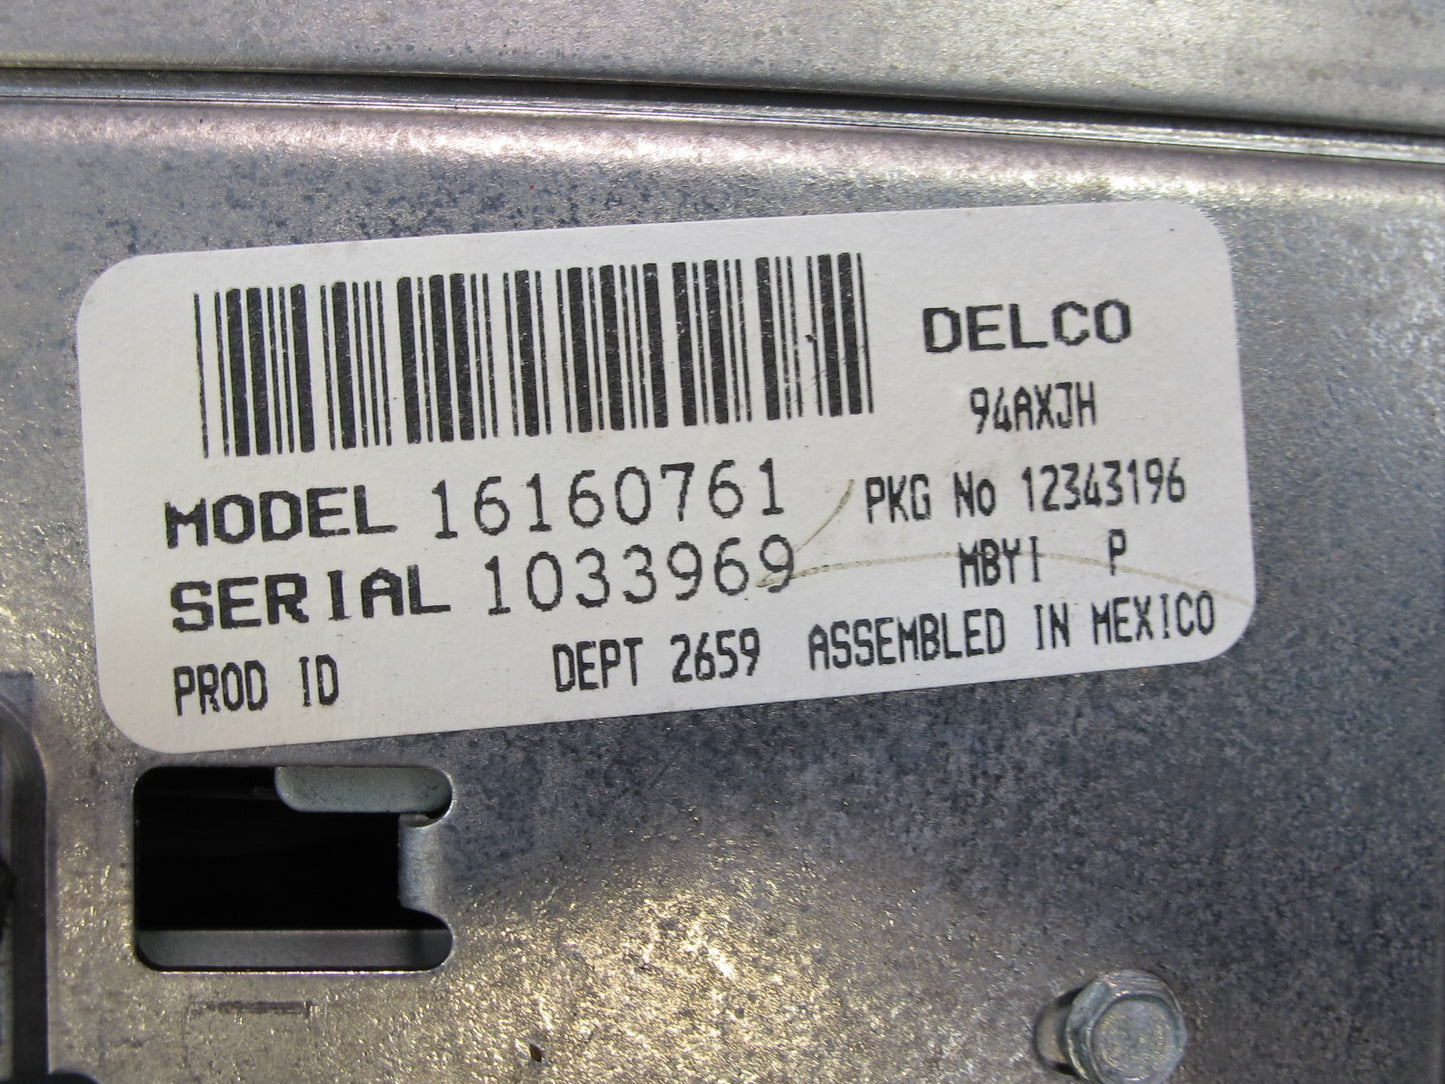 DELCO
94AXJH
MODEL 16160761 PKG No 12343196
SERIAL 1033969 MBYI P
PROD ID DEPT 2659 ASSEMBLED IN MEXICO